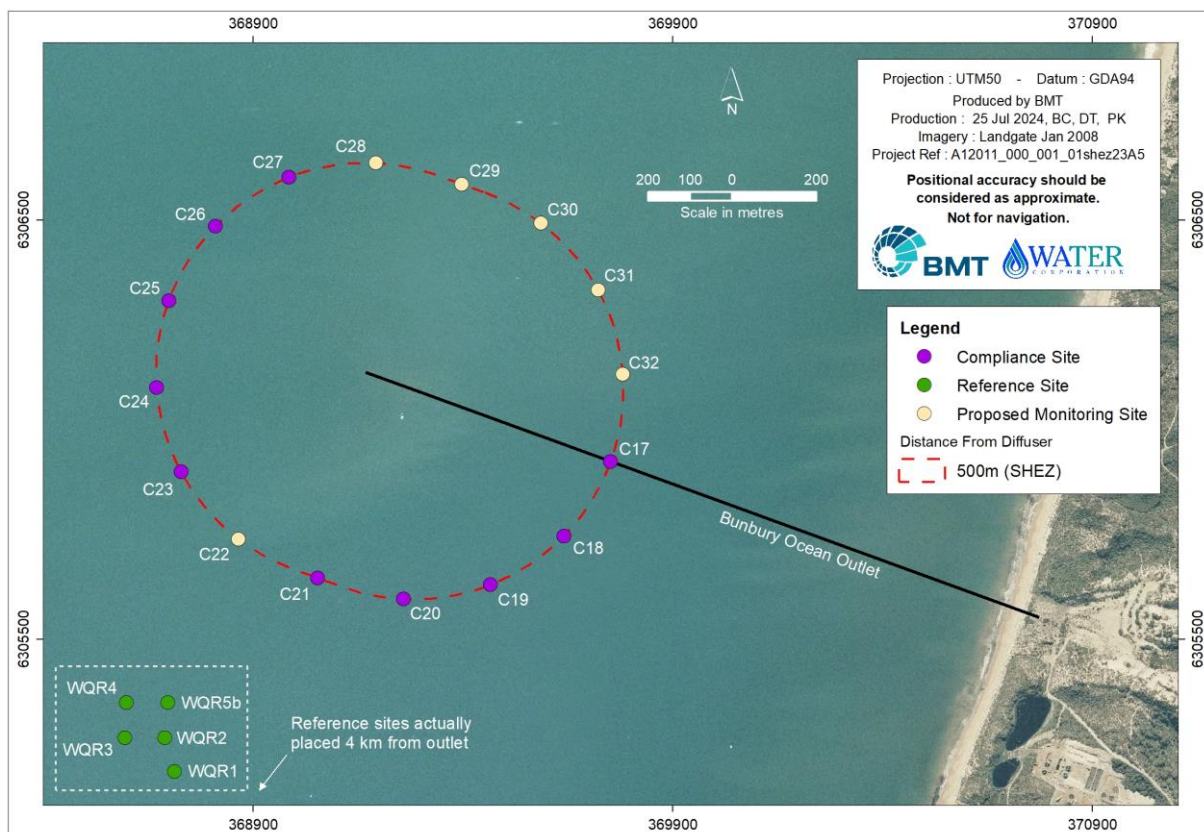 368900
369900
370900
6306500
6305500
6306500
6305500
368900
369900
370900
N
200 100 0 200
Scale in metres
Projection : UTM50 - Datum : GDA94
Produced by BMT
Production : 25 Jul 2024, BC, DT, PK
Imagery : Landgate Jan 2008
Project Ref : A12011_000_001_01shez23A5
Positional accuracy should be
considered as approximate.
Not for navigation.
BMT
WATER
CORPORATION
Legend
Compliance Site
Reference Site
Proposed Monitoring Site
Distance From Diffuser
500m (SHEZ)
C28
C27
C29
C26
C30
C25
C31
C24
C32
C23
C17
C22
C18
C21
C19
C20
Bunbury Ocean Outlet
WQR4
WQR5b
WQR3
WQR2
WQR1
Reference sites actually
placed 4 km from outlet